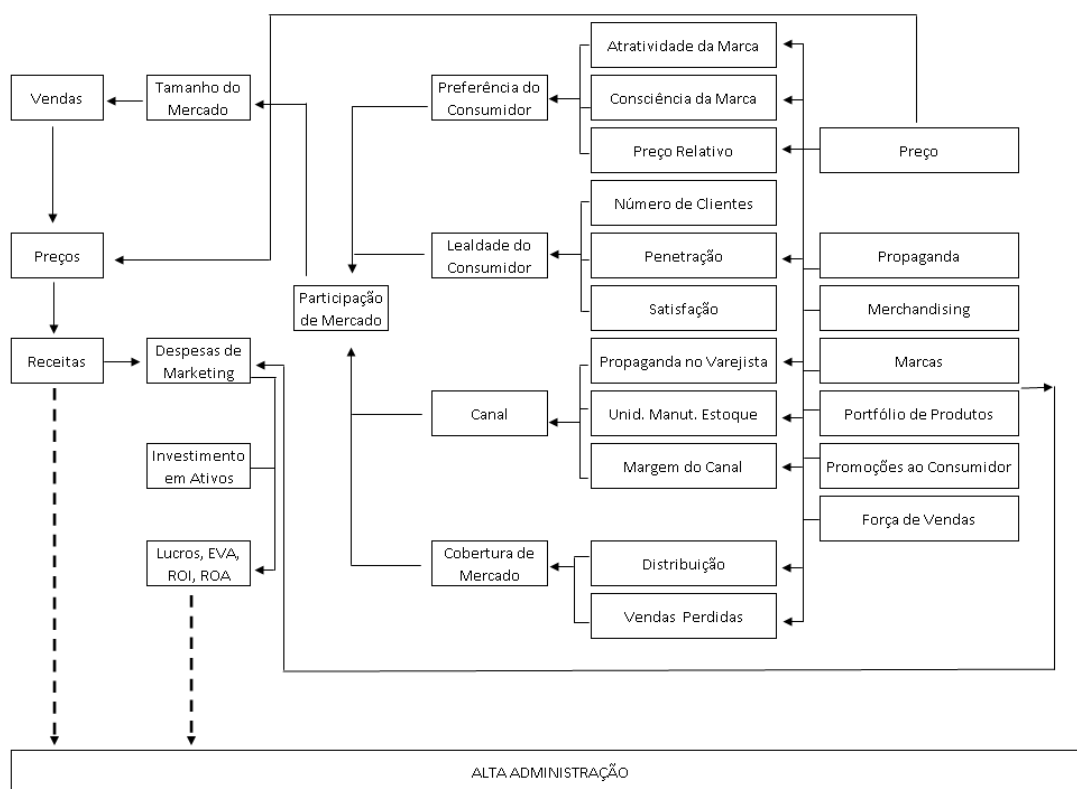 Atratividade da Marca
Vendas
Tamanho do
Mercado
Preferência do
Consumidor
Consciência da Marca
Preço Relativo
Preço
Número de Clientes
Preços
Lealdade do
Consumidor
Penetração
Propaganda
Participação
de Mercado
Satisfação
Merchandising
Receitas
Despesas de
Marketing
Propaganda no Varejista
Marcas
Canal
Unid. Manut. Estoque
Portfólio de Produtos
Investimento
em Ativos
Margem do Canal
Promoções ao Consumidor
Força de Vendas
Lucros, EVA,
ROI, ROA
Cobertura de
Mercado
Distribuição
Vendas Perdidas
ALTA ADMINISTRAÇÃO